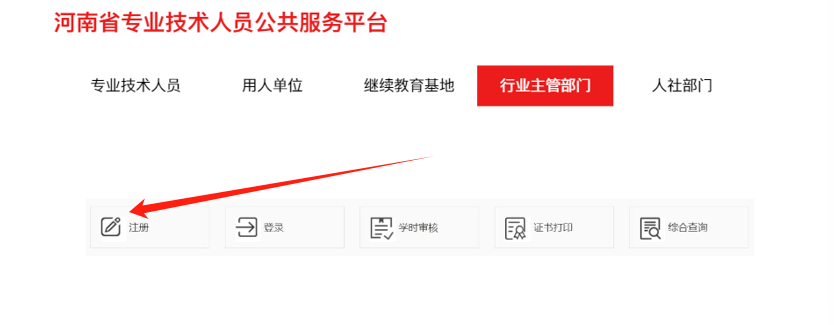 河南省专业技术人员公共服务平台
专业技术人员 用人单位 继续教育基地 行业主管部门 人社部门
注册 登录 学时审核 证书打印 综合查询